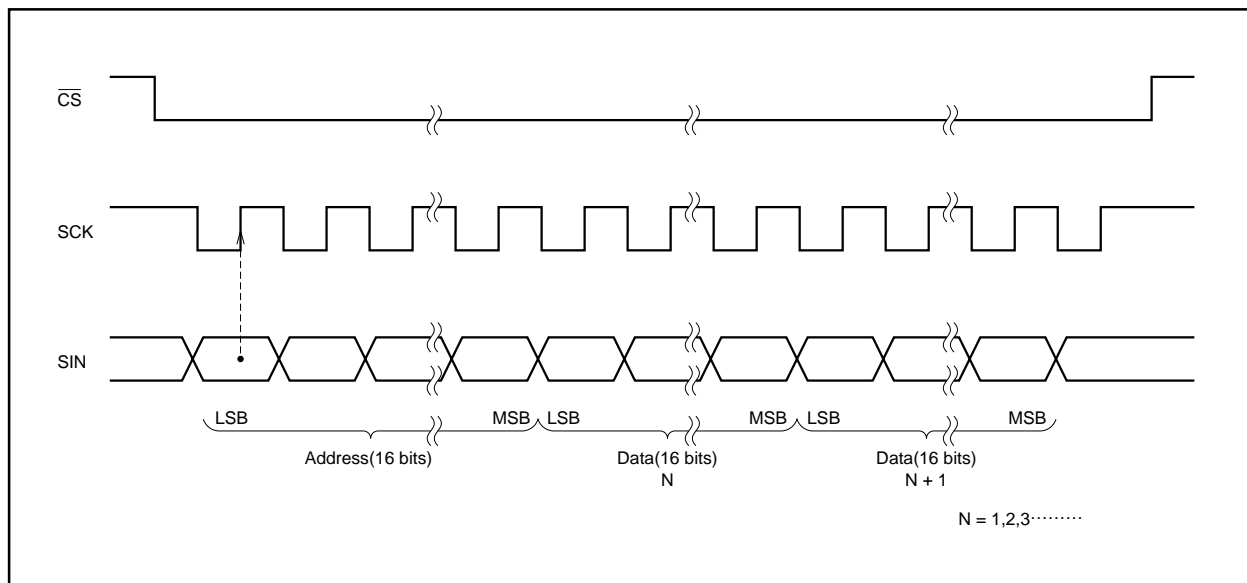 CS
SCK
SIN
LSB MSB LSB MSB LSB MSB
Address(16 bits) Data(16 bits) Data(16 bits)
N N + 1
N = 1,2,3·········